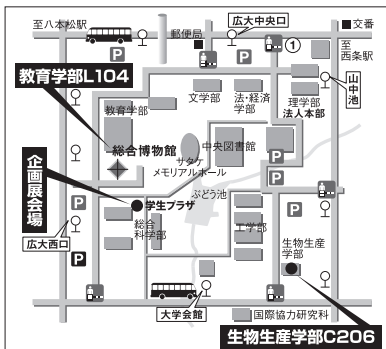 至八本松駅
広大中央口
郵便局
交番
至
西条駅
①
P
教育学部L104
文学部
法・経済
学部
理学部
法人本部
山中池
教育学部
総合博物館
サタケ
メモリアルホール
中央図書館
P
P
企画展会場
学生プラザ
ぶどう池
P
P
広大西口
総合
科学部
工学部
生物生産
学部
P
大学会館
国際協力研究科
生物生産学部C206